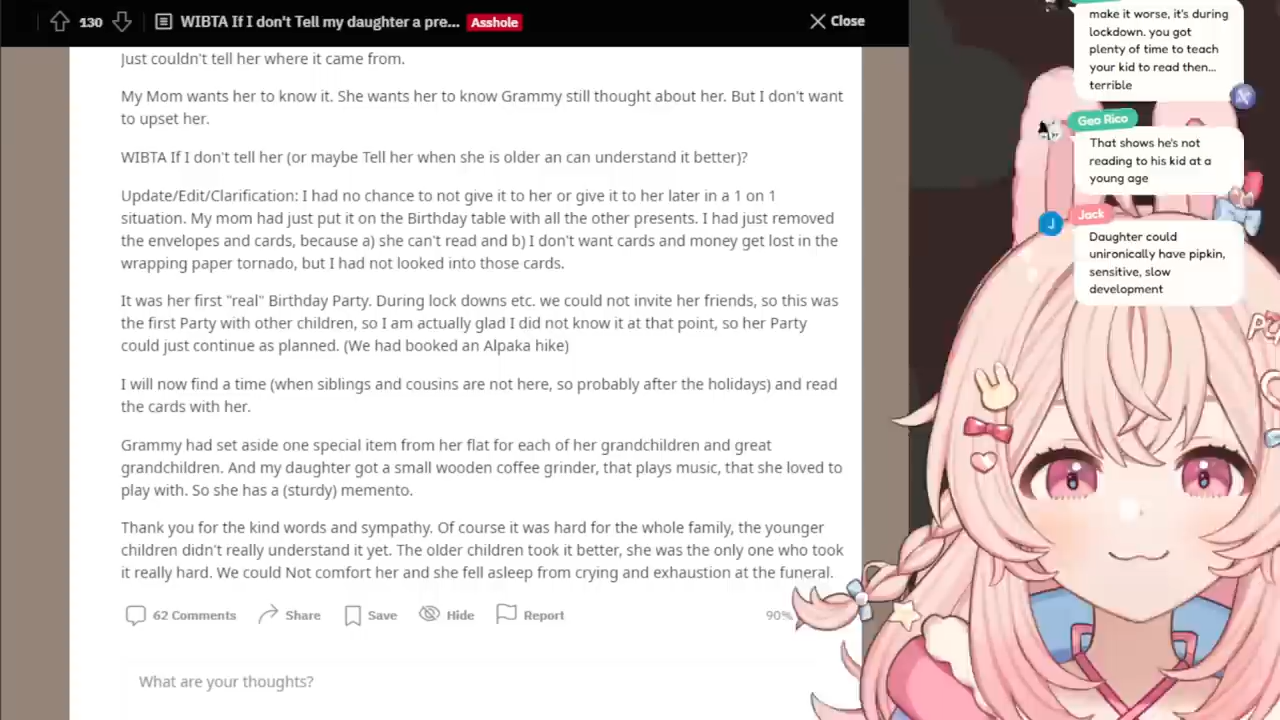 130
WIBTA If I don't Tell my daughter a pre... Asshole
Close
Just couldn't tell her where it came from.
My Mom wants her to know it. She wants her to know Grammy still thought about her. But I don't want
to upset her.
WIBTA If I don't tell her (or maybe Tell her when she is older an can understand it better)?
Update/Edit/Clarification: I had no chance to not give it to her or give it to her later in a 1 on 1
situation. My mom had just put it on the Birthday table with all the other presents. I had just removed
the envelopes and cards, because a) she can't read and b) I don't want cards and money get lost in the
wrapping paper tornado, but I had not looked into those cards.
It was her first "real" Birthday Party. During lock downs etc. we could not invite her friends, so this was
the first Party with other children, so I am actually glad I did not know it at that point, so her Party
could just continue as planned. (We had booked an Alpaka hike)
I will now find a time (when siblings and cousins are not here, so probably after the holidays) and read
the cards with her.
Grammy had set aside one special item from her flat for each of her grandchildren and great
grandchildren. And my daughter got a small wooden coffee grinder, that plays music, that she loved to
play with. So she has a (sturdy) memento.
Thank you for the kind words and sympathy. Of course it was hard for the whole family, the younger
children didn't really understand it yet. The older children took it better, she was the only one who took
it really hard. We could Not comfort her and she fell asleep from crying and exhaustion at the funeral.
62 Comments Share Save Hide Report 90%
What are your thoughts?
make it worse, it's during
lockdown. you got
plenty of time to teach
your kid to read then...
terrible
Geo Rico
That shows he's not
reading to his kid at a
young age
J
Jack
Daughter could
unironically have pipkin,
sensitive, slow
development